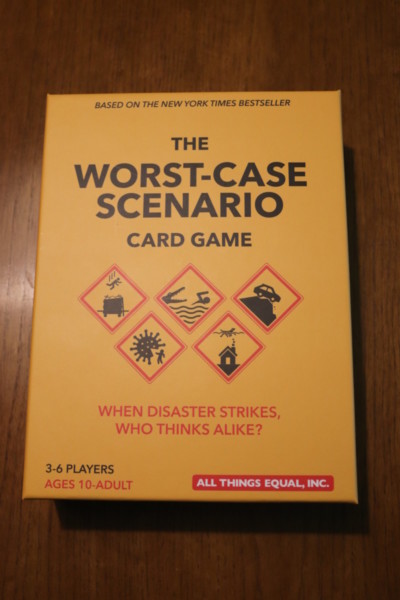 BASED ON THE NEW YORK TIMES BESTSELLER
THE
WORST-CASE
SCENARIO
CARD GAME
WHEN DISASTER STRIKES,
WHO THINKS ALIKE?
3-6 PLAYERS
AGES 10-ADULT
ALL THINGS EQUAL, INC.